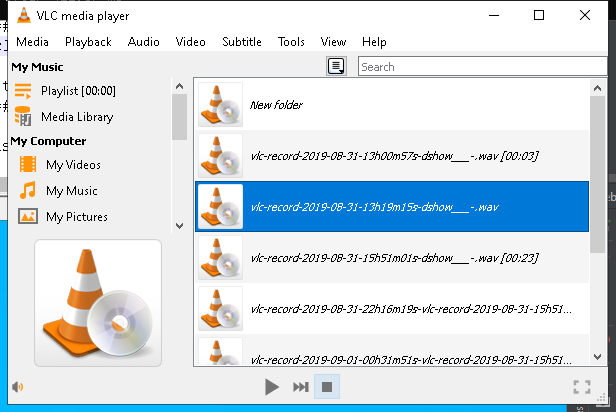 VLC media player
Media Playback Audio Video Subtitle Tools View Help
My Music
Search
Playlist [00:00]
Media Library
My Computer
My Videos
My Music
My Pictures
New folder
vlc-record-2019-08-31-13h00m57s-dshow___-.wav [00:03]
vlc-record-2019-08-31-13h19m15s-dshow___-.wav
vlc-record-2019-08-31-15h51m01s-dshow___-.wav [00:23]
vlc-record-2019-08-31-22h16m19s-vlc-record-2019-08-31-15h51...
vlc-record-2019-09-01-00h31m51s-vlc-record-2019-08-31-15h51...